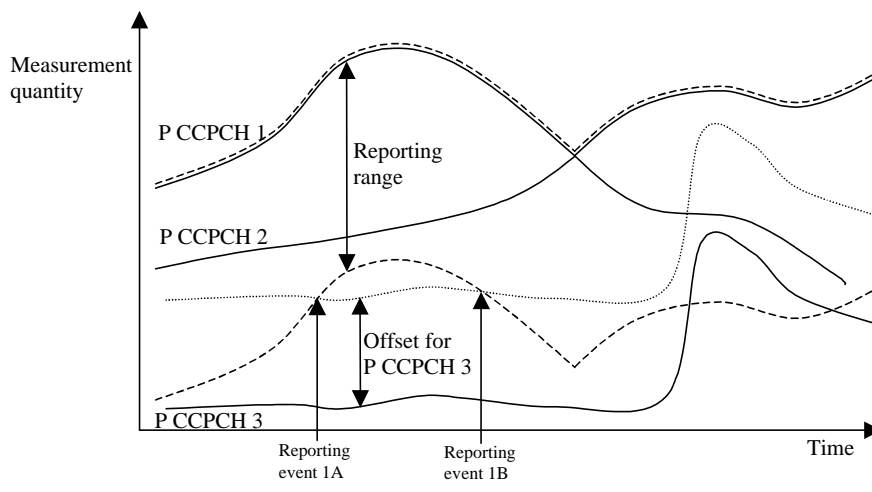 Measurement
quantity
P CCPCH 1
Reporting
range
P CCPCH 2
Offset for
P CCPCH 3
P CCPCH 3
Reporting
event 1A
Reporting
event 1B
Time